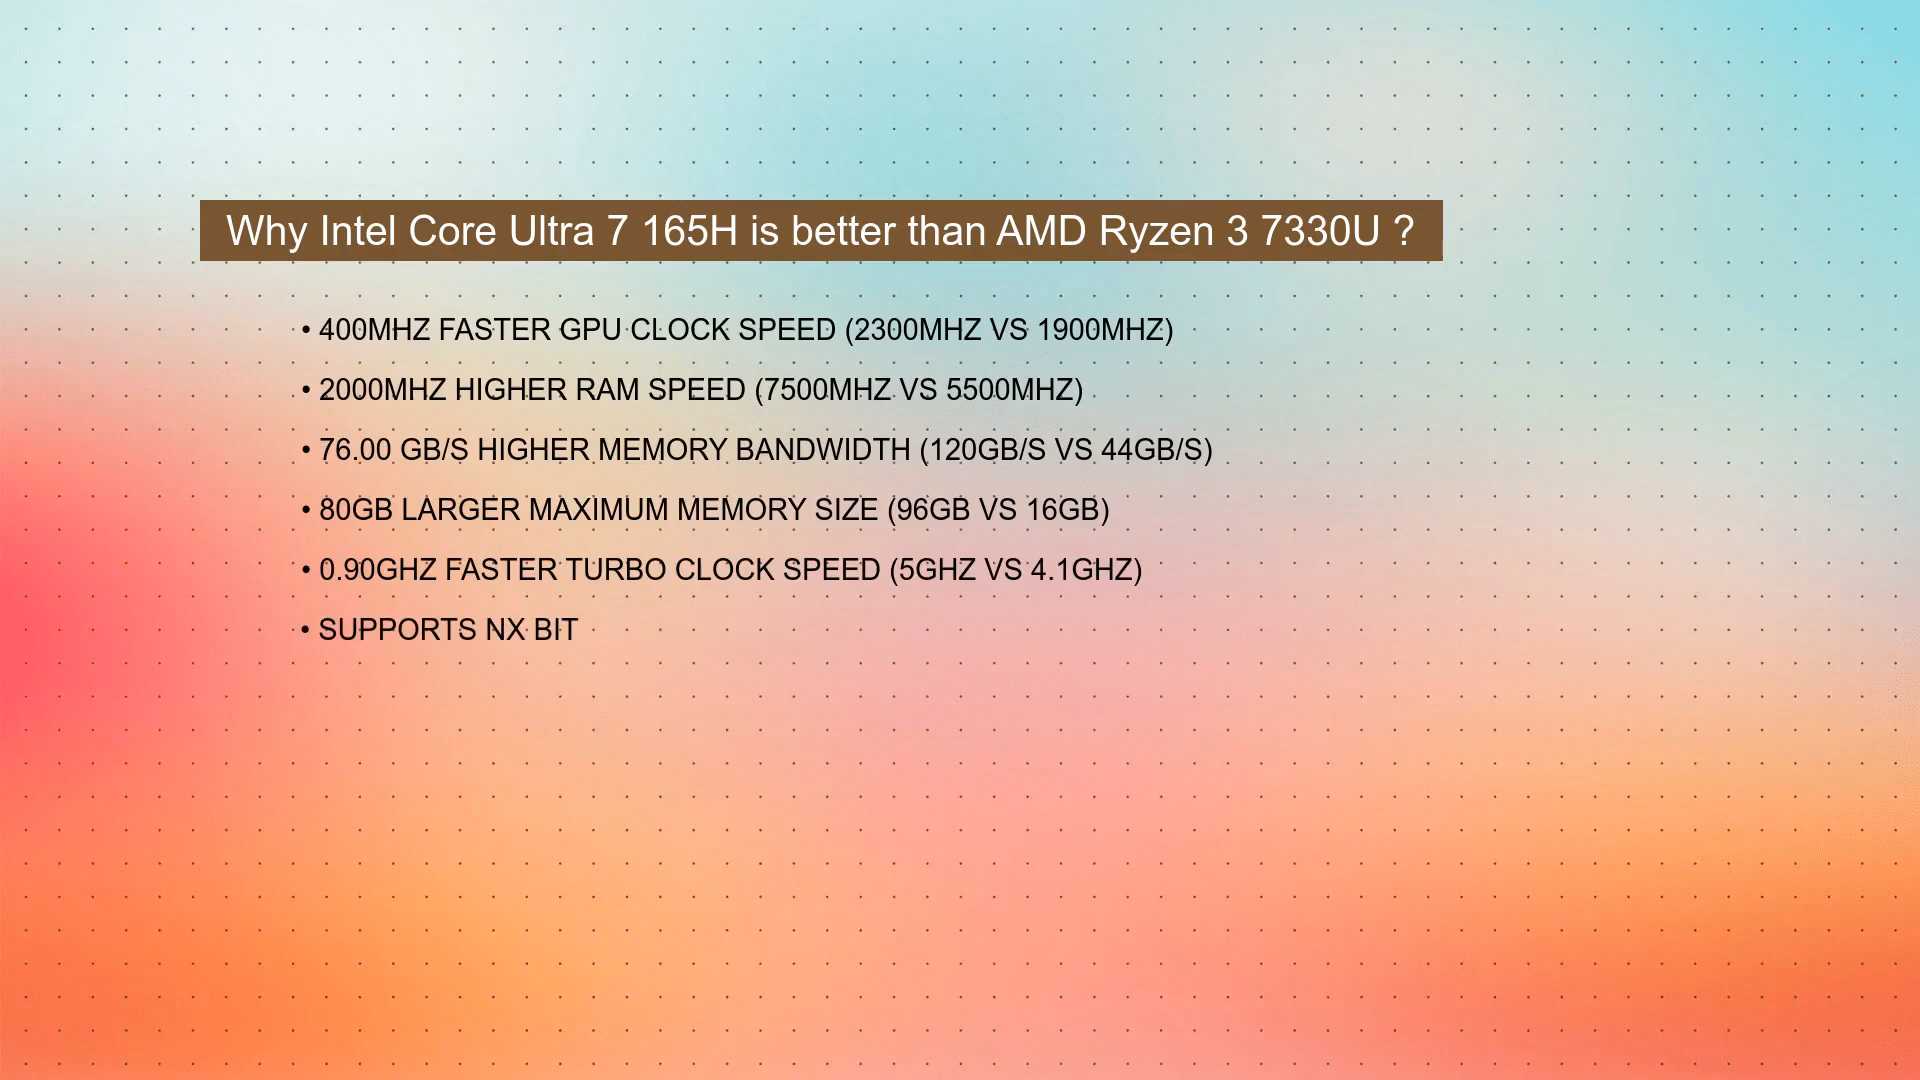 Why Intel Core Ultra 7 165H is better than AMD Ryzen 3 7330U ?
• 400MHZ FASTER GPU CLOCK SPEED (2300MHZ VS 1900MHZ)
• 2000MHZ HIGHER RAM SPEED (7500MHZ VS 5500MHZ)
• 76.00 GB/S HIGHER MEMORY BANDWIDTH (120GB/S VS 44GB/S)
• 80GB LARGER MAXIMUM MEMORY SIZE (96GB VS 16GB)
• 0.90GHZ FASTER TURBO CLOCK SPEED (5GHZ VS 4.1GHZ)
• SUPPORTS NX BIT